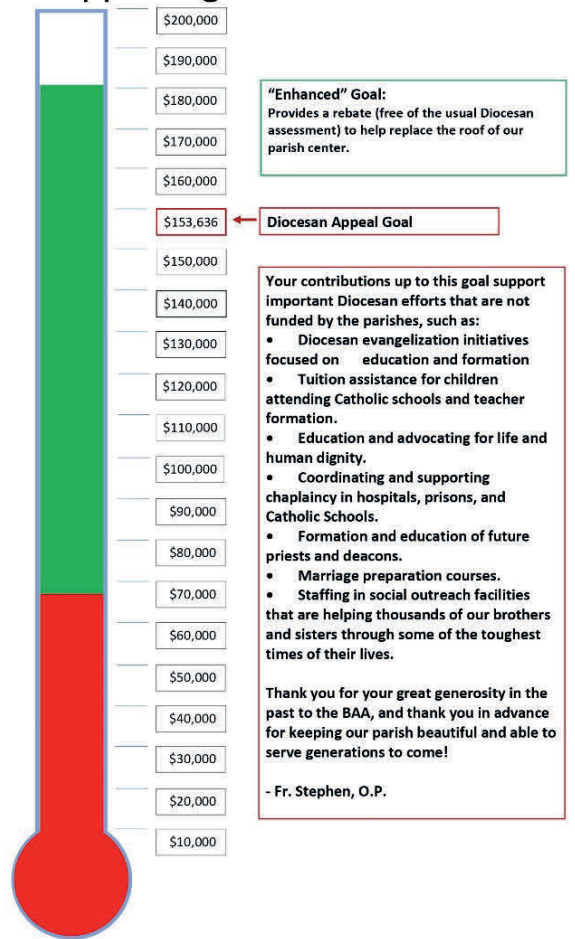 $200,000
$190,000
$180,000
$170,000
$160,000
$153,636
$150,000
$140,000
$130,000
$120,000
$110,000
$100,000
$90,000
$80,000
$70,000
$60,000
$50,000
$40,000
$30,000
$20,000
$10,000
“Enhanced” Goal:
Provides a rebate (free of the usual Diocesan
assessment) to help replace the roof of our
parish center.
Diocesan Appeal Goal
Your contributions up to this goal support
important Diocesan efforts that are not
funded by the parishes, such as:
• Diocesan evangelization initiatives
focused on education and formation
• Tuition assistance for children
attending Catholic schools and teacher
formation.
• Education and advocating for life and
human dignity.
• Coordinating and supporting
chaplaincy in hospitals, prisons, and
Catholic Schools.
• Formation and education of future
priests and deacons.
• Marriage preparation courses.
• Staffing in social outreach facilities
that are helping thousands of our brothers
and sisters through some of the toughest
times of their lives.
Thank you for your great generosity in the
past to the BAA, and thank you in advance
for keeping our parish beautiful and able to
serve generations to come!
- Fr. Stephen, O.P.